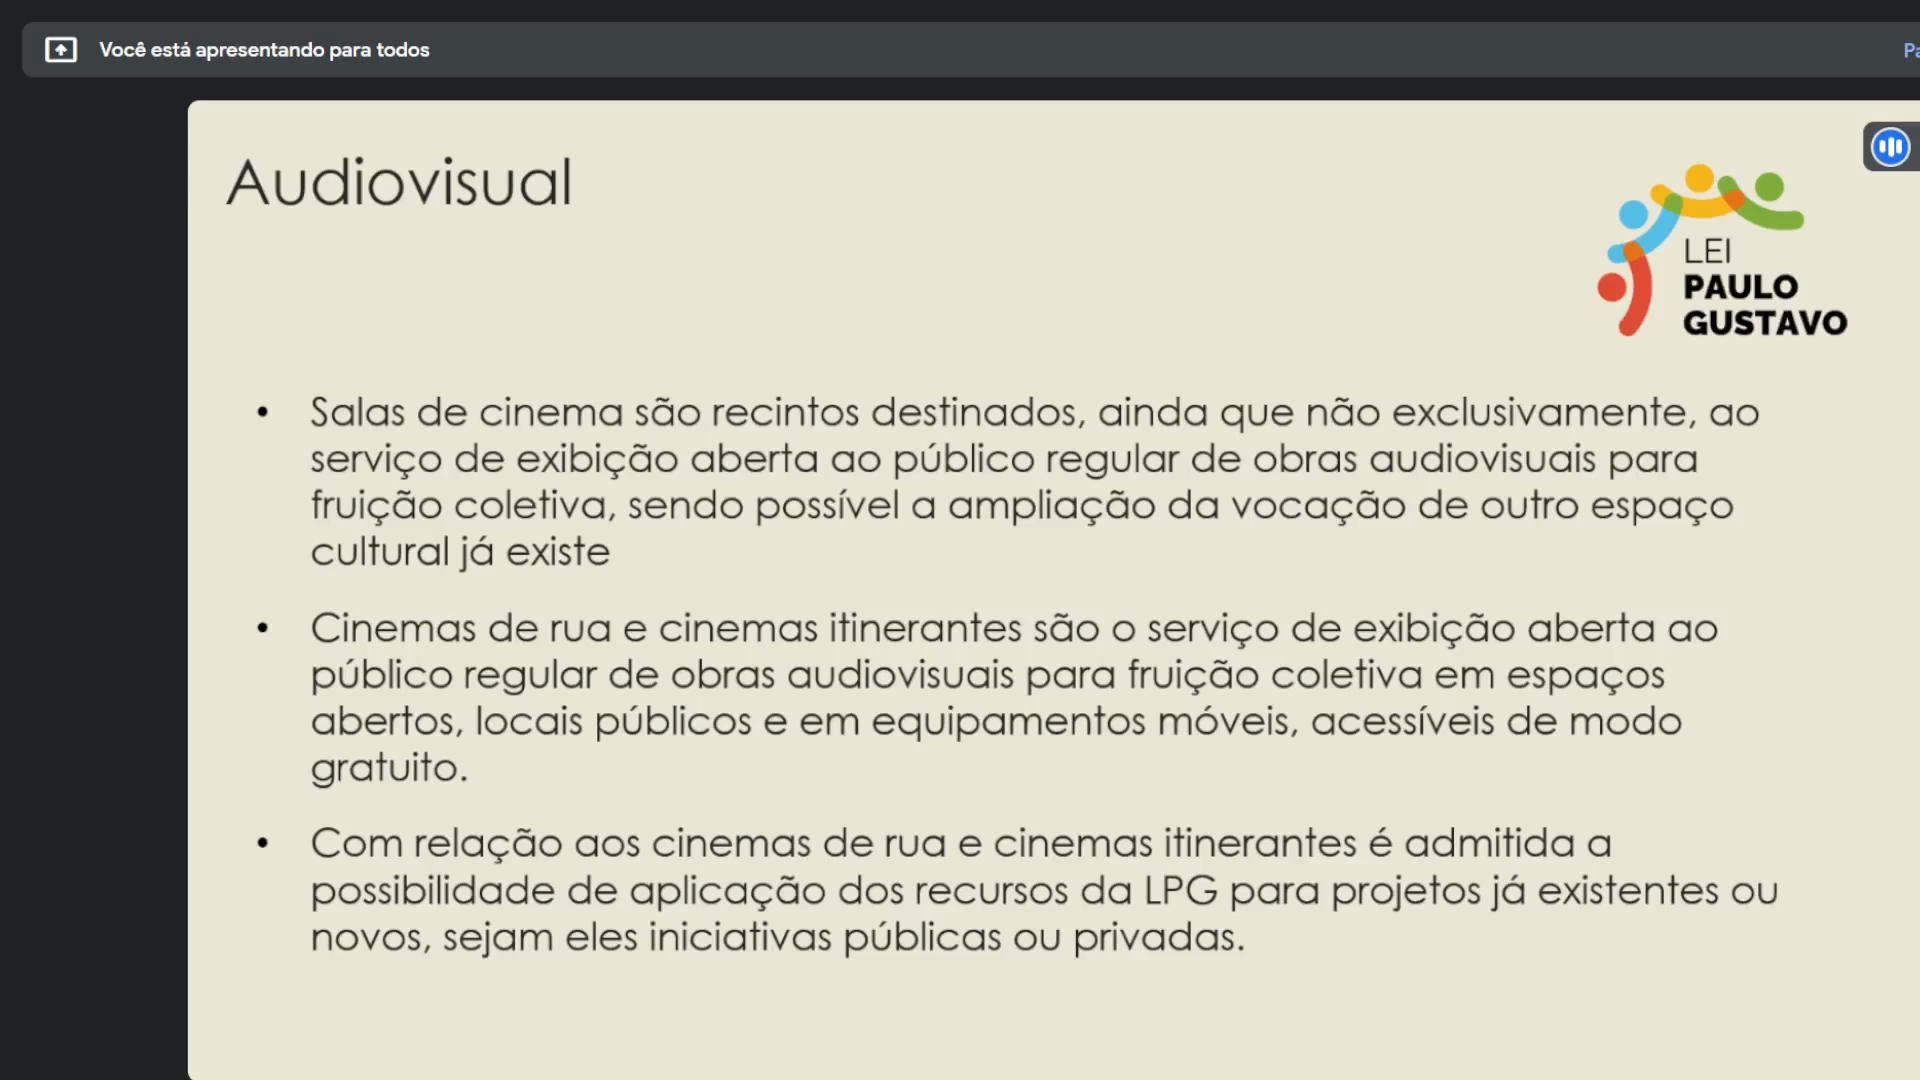 Você está apresentando para todos
Audiovisual
LEI
PAULO
GUSTAVO
• Salas de cinema são recintos destinados, ainda que não exclusivamente, ao
serviço de exibição aberta ao público regular de obras audiovisuais para
fruição coletiva, sendo possível a ampliação da vocação de outro espaço
cultural já existe
• Cinemas de rua e cinemas itinerantes são o serviço de exibição aberta ao
público regular de obras audiovisuais para fruição coletiva em espaços
abertos, locais públicos e em equipamentos móveis, acessíveis de modo
gratuito.
• Com relação aos cinemas de rua e cinemas itinerantes é admitida a
possibilidade de aplicação dos recursos da LPG para projetos já existentes ou
novos, sejam eles iniciativas públicas ou privadas.